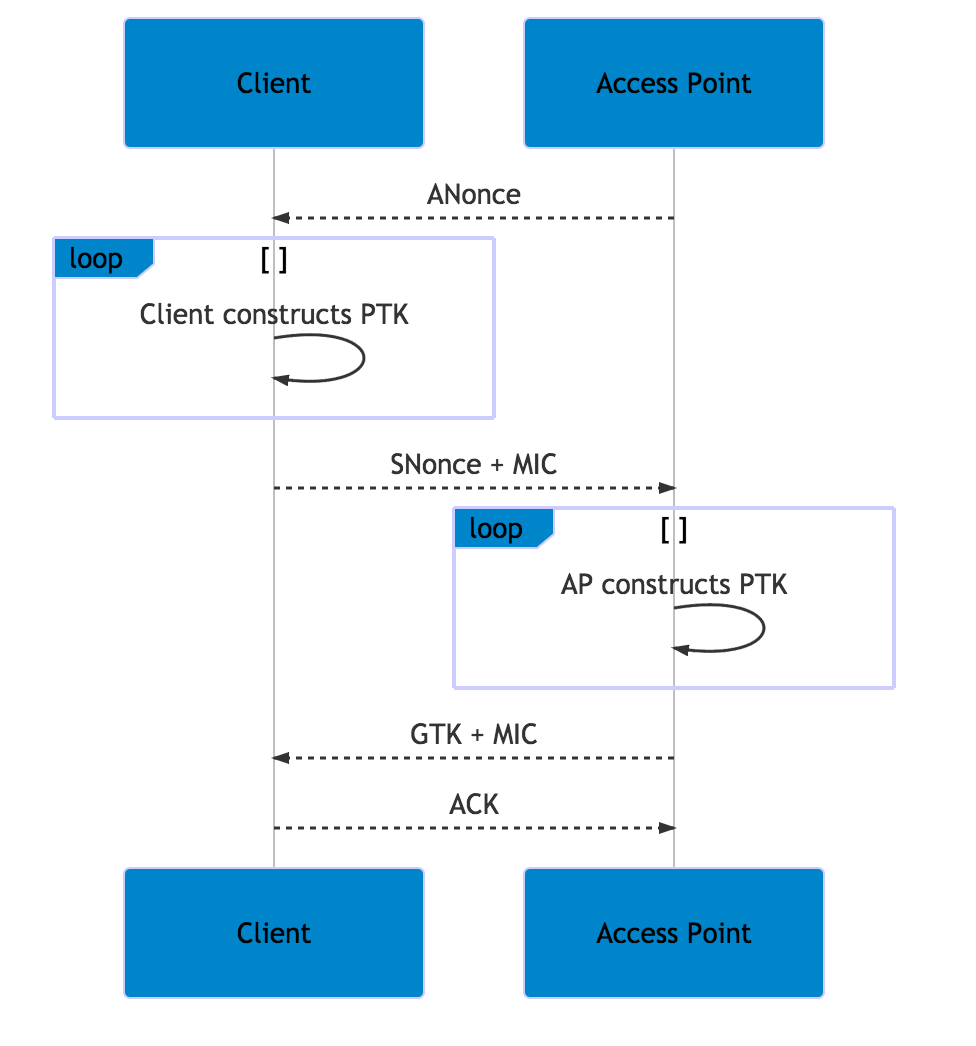 Client
Access Point
ANonce
loop
[ ]
Client constructs PTK
SNonce + MIC
loop
[ ]
AP constructs PTK
GTK + MIC
ACK
Client
Access Point